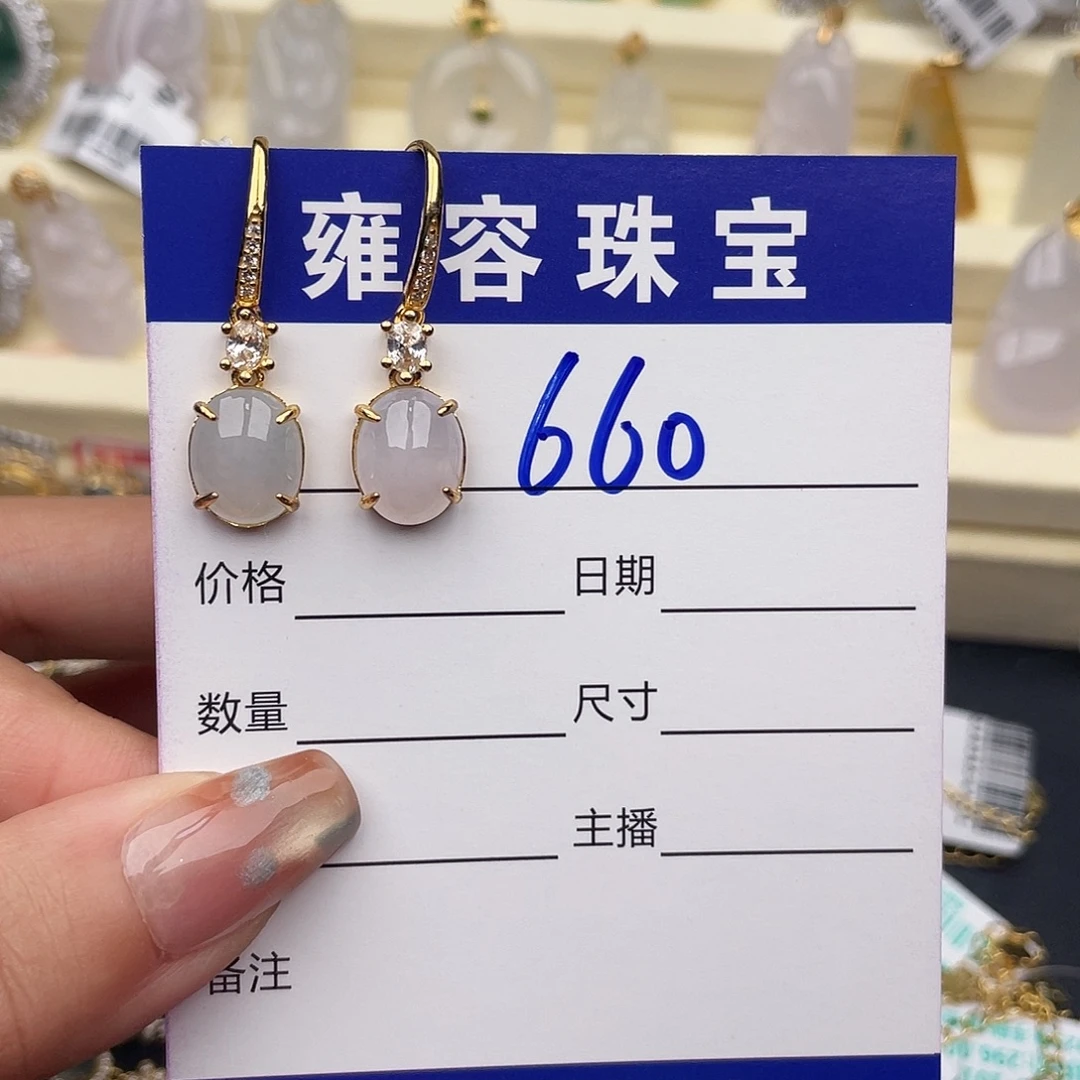 雍容珠宝
660
价格 日期
数量 尺寸
主播
备注